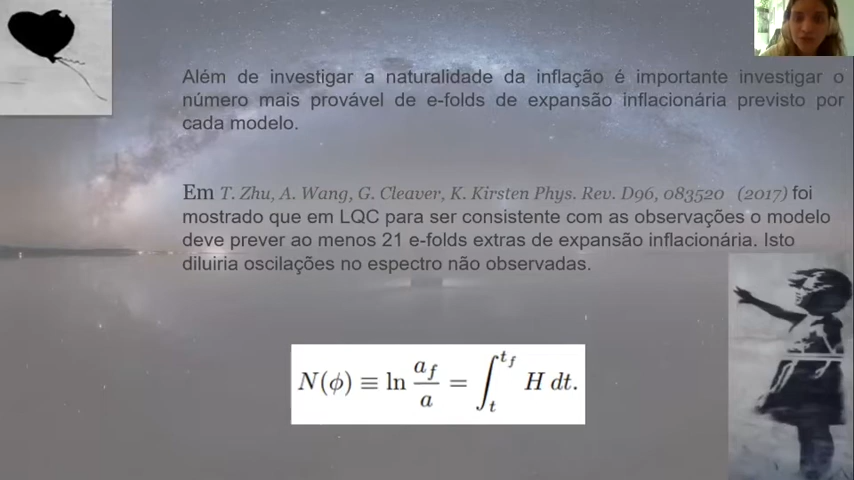 Além de investigar a naturalidade da inflação é importante investigar o
número mais provável de e-folds de expansão inflacionária previsto por
cada modelo.
Em T. Zhu, A. Wang, G. Cleaver, K. Kirsten Phys. Rev. D96, 083520 (2017) foi
mostrado que em LQC para ser consistente com as observações o modelo
deve prever ao menos 21 e-folds extras de expansão inflacionária. Isto
diluiria oscilações no espectro não observadas.
N(ϕ) ≡ ln a_f/a = ∫_t^{t_f} H dt.